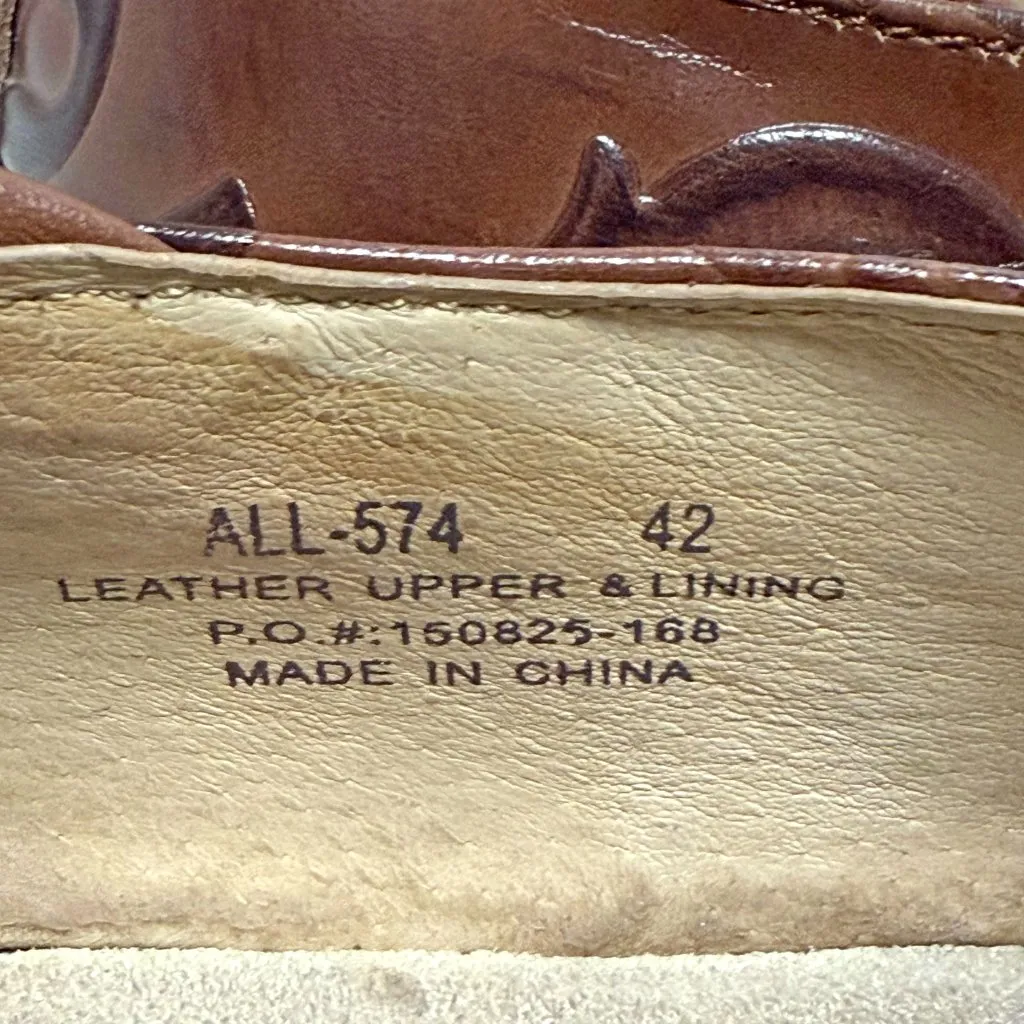 ALL-574 42
LEATHER UPPER & LINING
P.O.#:150825-168
MADE IN CHINA